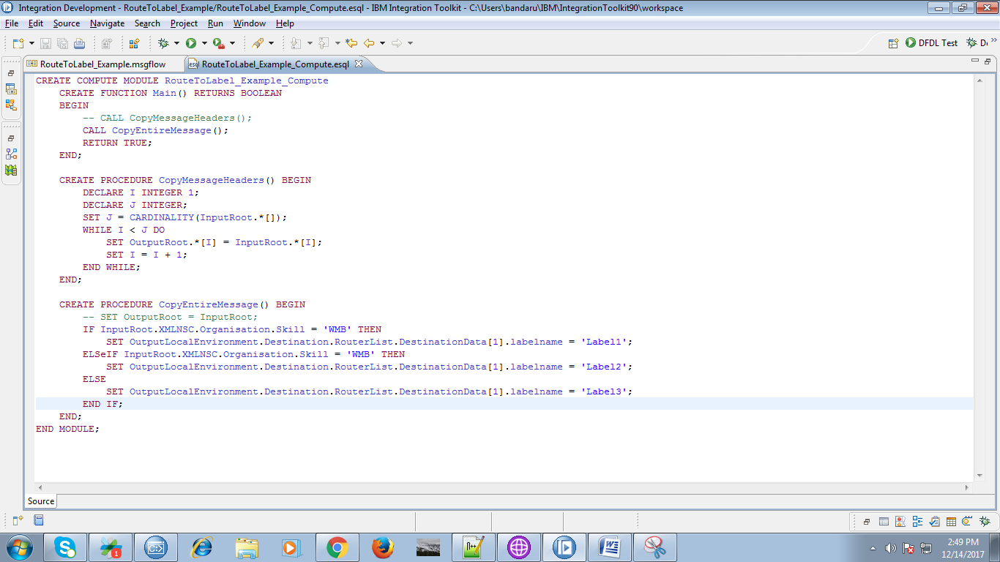 Integration Development - RouteToLabel_Example/RouteToLabel_Example_Compute.esql - IBM Integration Toolkit - C:\Users\bandaru\IBM\IntegrationToolkit90\workspace
File Edit Source Navigate Search Project Run Window Help
DFDL Test
RouteToLabel_Example.msgflow
RouteToLabel_Example_Compute.esql
CREATE COMPUTE MODULE RouteToLabel_Example_Compute
    CREATE FUNCTION Main() RETURNS BOOLEAN
    BEGIN
        -- CALL CopyMessageHeaders();
        CALL CopyEntireMessage();
        RETURN TRUE;
    END;
    CREATE PROCEDURE CopyMessageHeaders() BEGIN
        DECLARE I INTEGER 1;
        DECLARE J INTEGER;
        SET J = CARDINALITY(InputRoot.*[]);
        WHILE I < J DO
            SET OutputRoot.*[I] = InputRoot.*[I];
            SET I = I + 1;
        END WHILE;
    END;
    CREATE PROCEDURE CopyEntireMessage() BEGIN
        -- SET OutputRoot = InputRoot;
        IF InputRoot.XMLNSC.Organisation.Skill = 'WMB' THEN
            SET OutputLocalEnvironment.Destination.RouterList.DestinationData[1].labelname = 'Label1';
        ELSeIF InputRoot.XMLNSC.Organisation.Skill = 'WMB' THEN
            SET OutputLocalEnvironment.Destination.RouterList.DestinationData[1].labelname = 'Label2';
        ELSE
            SET OutputLocalEnvironment.Destination.RouterList.DestinationData[1].labelname = 'Label3';
        END IF;
    END;
END MODULE;
Source
2:49 PM
12/14/2017